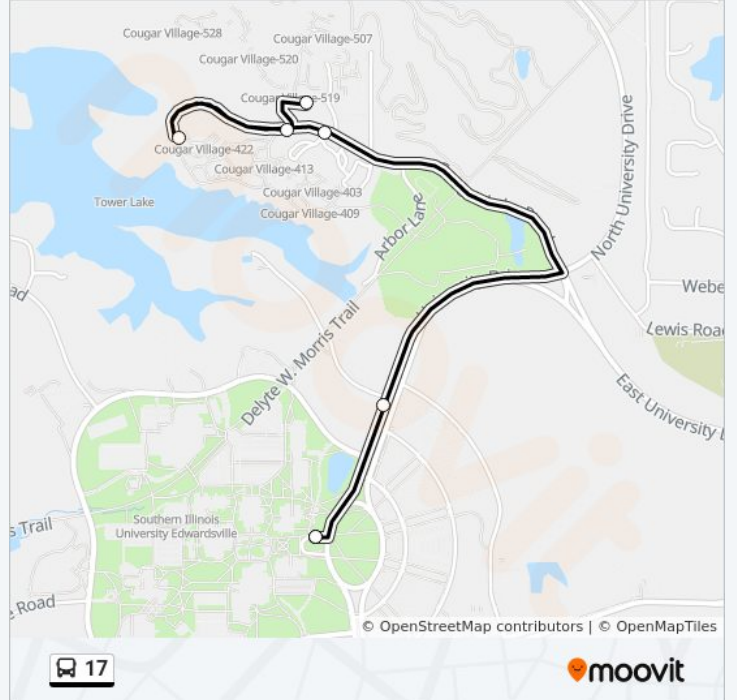 Cougar Village-528
Cougar Village-507
Cougar Village-520
Cougar Village-519
Cougar Village-422
Cougar Village-413
Cougar Village-403
Cougar Village-409
Tower Lake
Arbor Lane
North University Drive
Webe
Lewis Road
East University
Delyte W. Morris Trail
ad
Southern Illinois
University Edwardsville
s Trail
e Road
© OpenStreetMap contributors | © OpenMapTiles
17
moovit